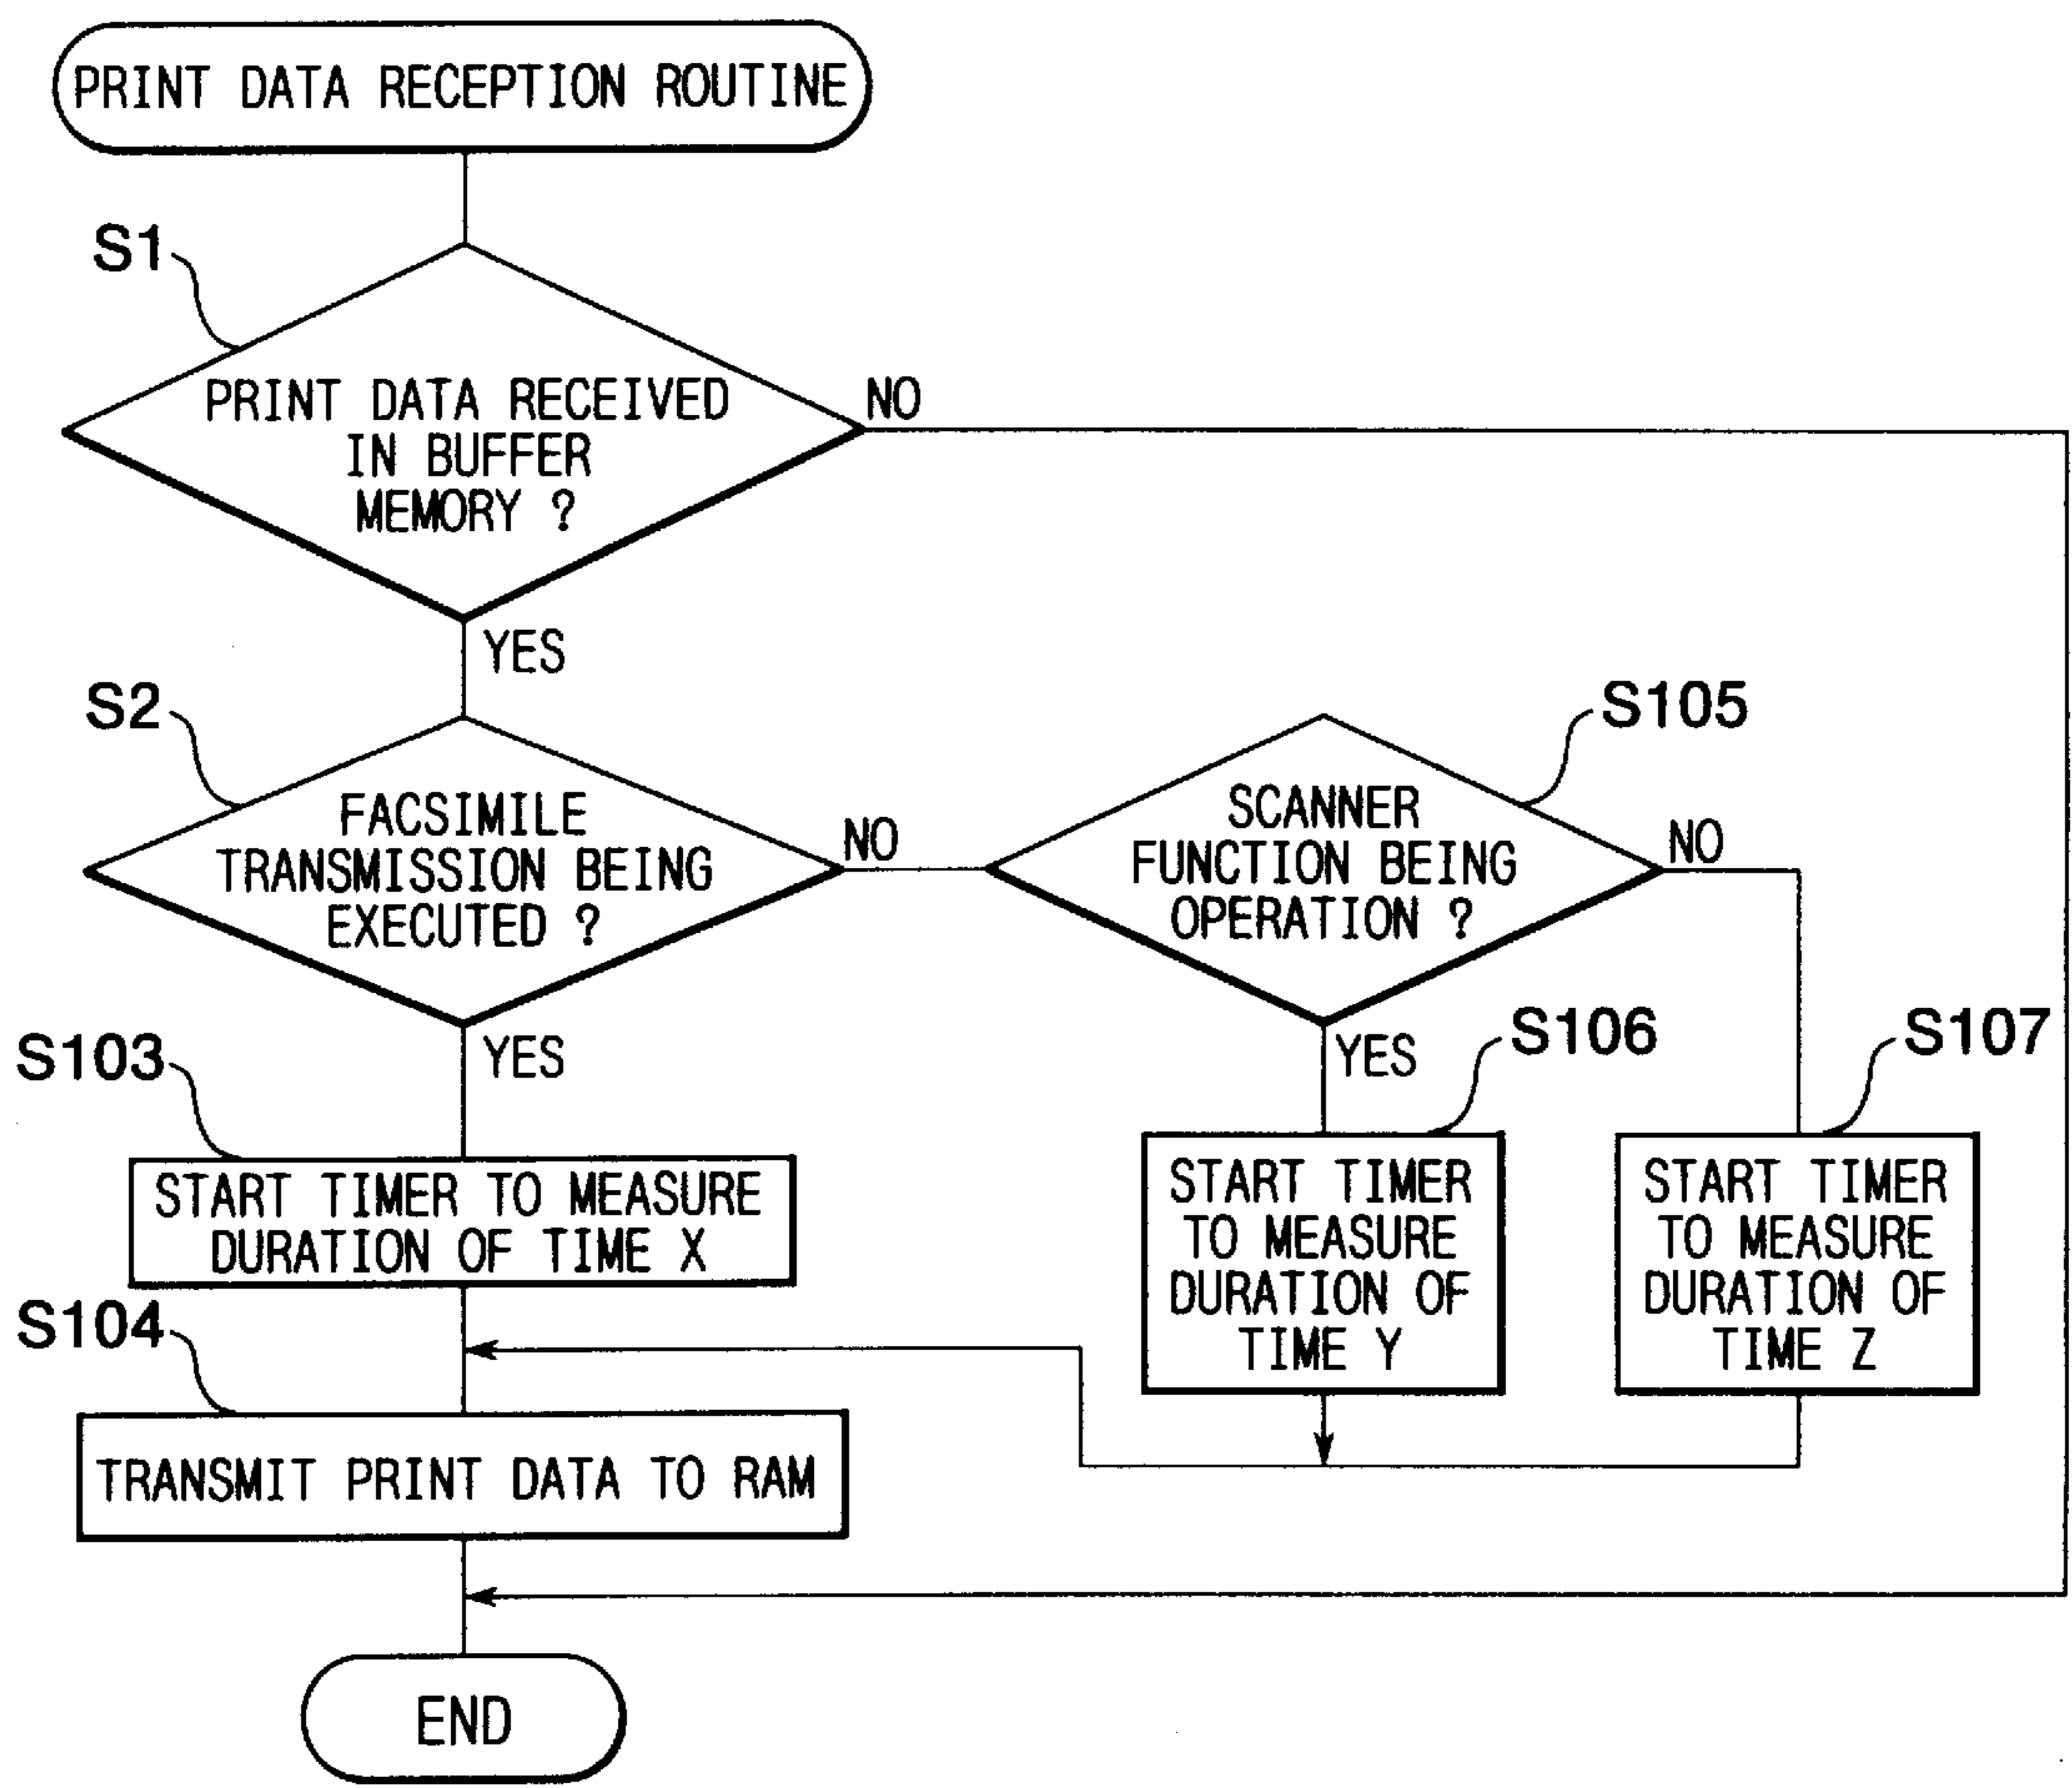 PRINT DATA RECEPTION ROUTINE
S1
PRINT DATA RECEIVED
IN BUFFER
MEMORY ?
NO
YES
S2
FACSIMILE
TRANSMISSION BEING
EXECUTED ?
NO
YES
S105
SCANNER
FUNCTION BEING
OPERATION ?
NO
YES
S103
START TIMER TO MEASURE
DURATION OF TIME X
S106
START TIMER
TO MEASURE
DURATION OF
TIME Y
S107
START TIMER
TO MEASURE
DURATION OF
TIME Z
S104
TRANSMIT PRINT DATA TO RAM
END